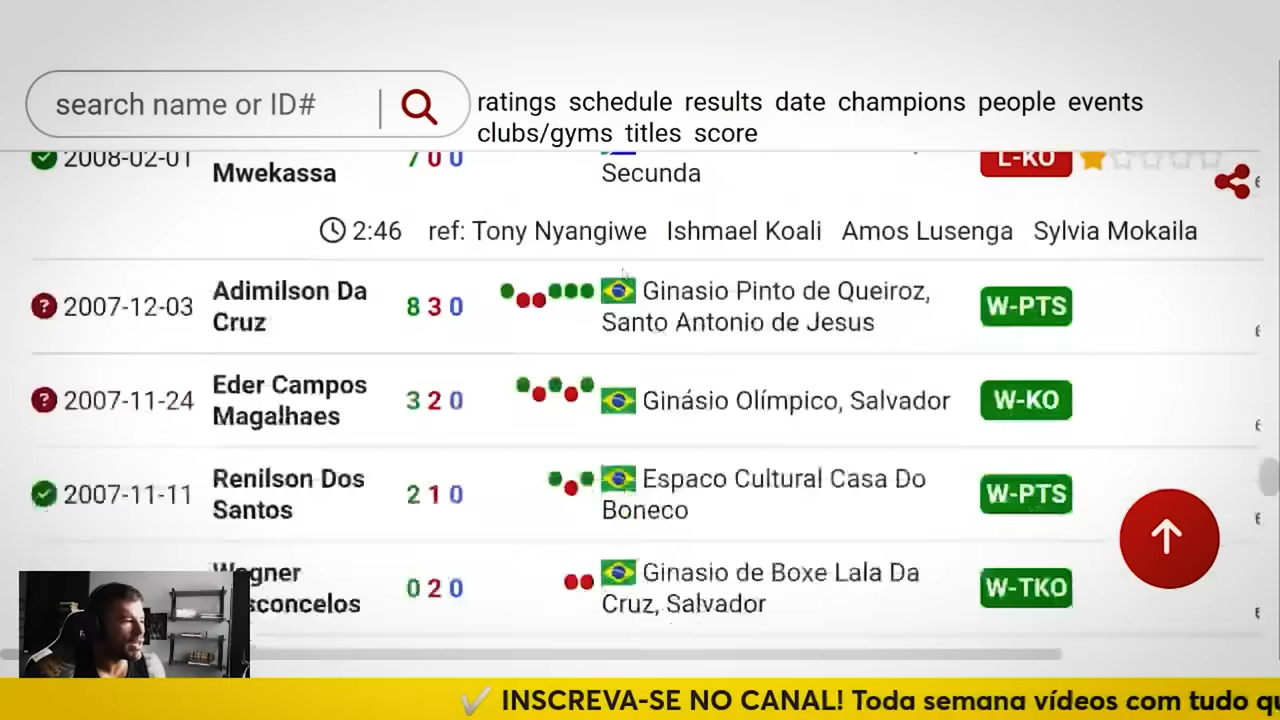 search name or ID#
ratings schedule results date champions people events
clubs/gyms titles score
2008-02-01 Mwekassa 7 0 0 Secunda L-KO
2:46 ref: Tony Nyangiwe Ishmael Koali Amos Lusenga Sylvia Mokaila
2007-12-03 Adimilson Da Cruz 8 3 0 Ginasio Pinto de Queiroz, Santo Antonio de Jesus W-PTS
2007-11-24 Eder Campos Magalhaes 3 2 0 Ginásio Olímpico, Salvador W-KO
2007-11-11 Renilson Dos Santos 2 1 0 Espaco Cultural Casa Do Boneco W-PTS
0 2 0 Ginasio de Boxe Lala Da Cruz, Salvador W-TKO
INSCREVA-SE NO CANAL! Toda semana vídeos com tudo